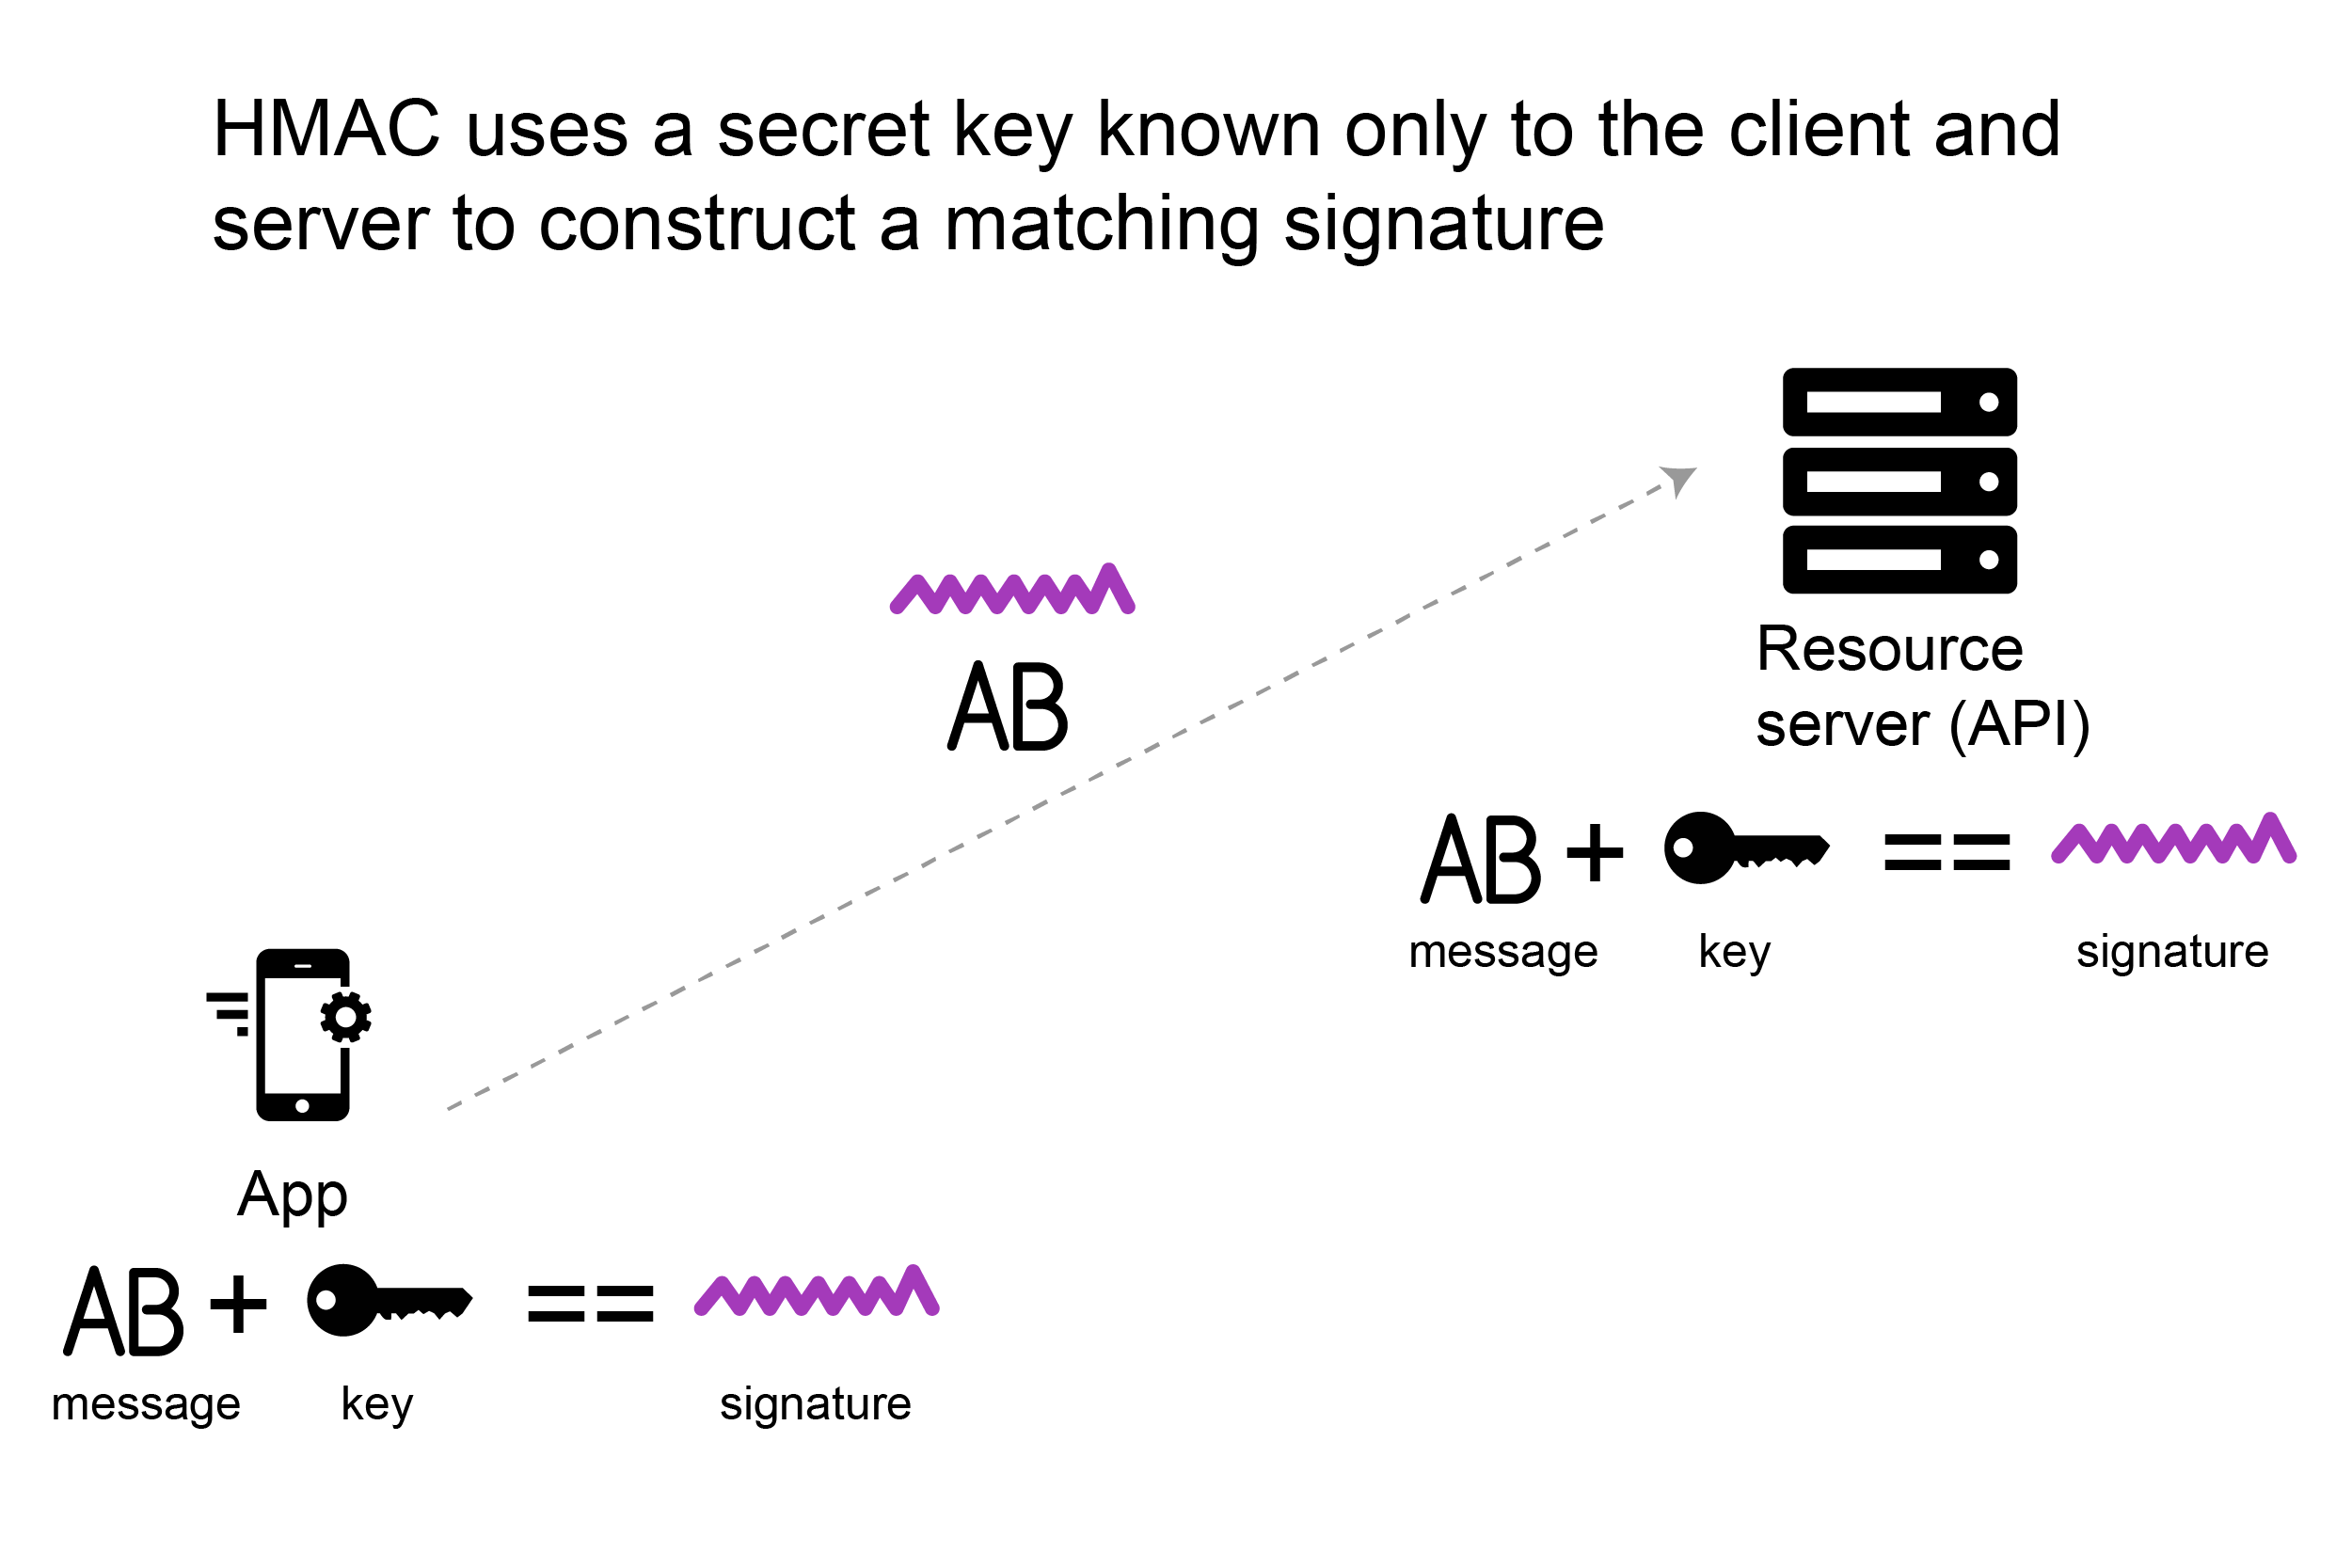 HMAC uses a secret key known only to the client and
server to construct a matching signature
AB
Resource
server (API)
AB + ==
message key signature
App
AB + ==
message key signature